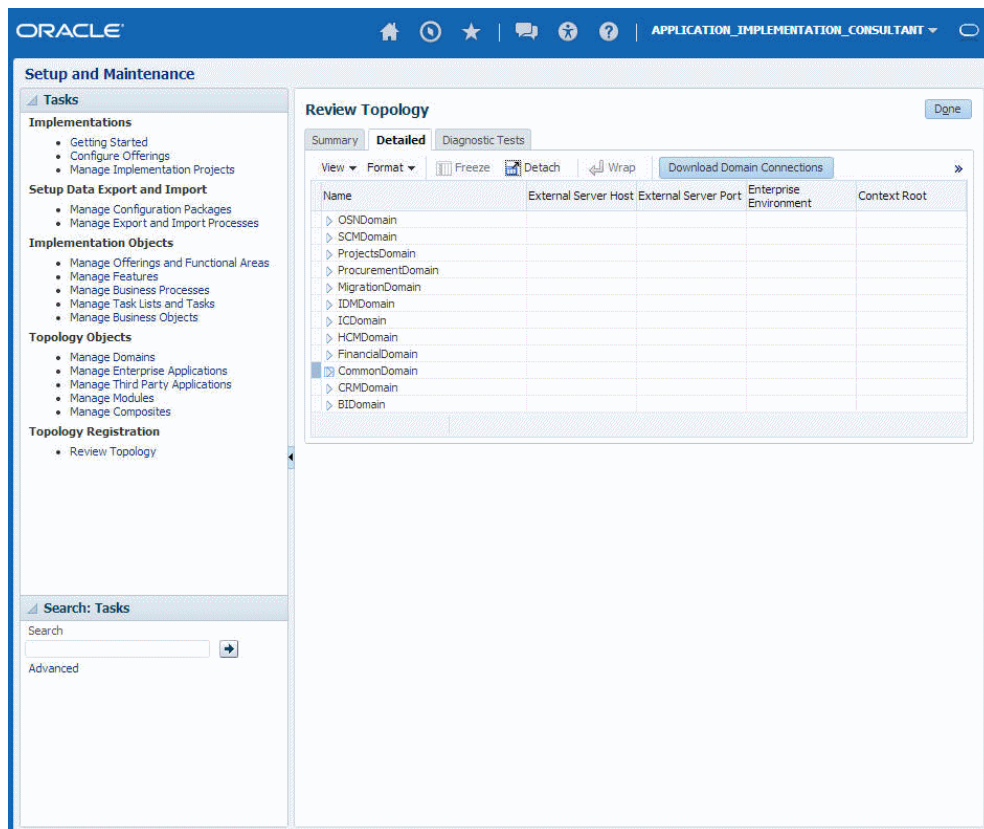 ORACLE
APPLICATION_IMPLEMENTATION_CONSULTANT
Setup and Maintenance
Tasks
Implementations
Getting Started
Configure Offerings
Manage Implementation Projects
Setup Data Export and Import
Manage Configuration Packages
Manage Export and Import Processes
Implementation Objects
Manage Offerings and Functional Areas
Manage Features
Manage Business Processes
Manage Task Lists and Tasks
Manage Business Objects
Topology Objects
Manage Domains
Manage Enterprise Applications
Manage Third Party Applications
Manage Modules
Manage Composites
Topology Registration
Review Topology
Search: Tasks
Search
Advanced
Review Topology
Done
Summary Detailed Diagnostic Tests
View Format Freeze Detach Wrap Download Domain Connections »
Name External Server Host External Server Port Enterprise Environment Context Root
OSNDomain
SCMDomain
ProjectsDomain
ProcurementDomain
MigrationDomain
IDMDomain
ICDomain
HCMDomain
FinancialDomain
CommonDomain
CRMDomain
BIDomain